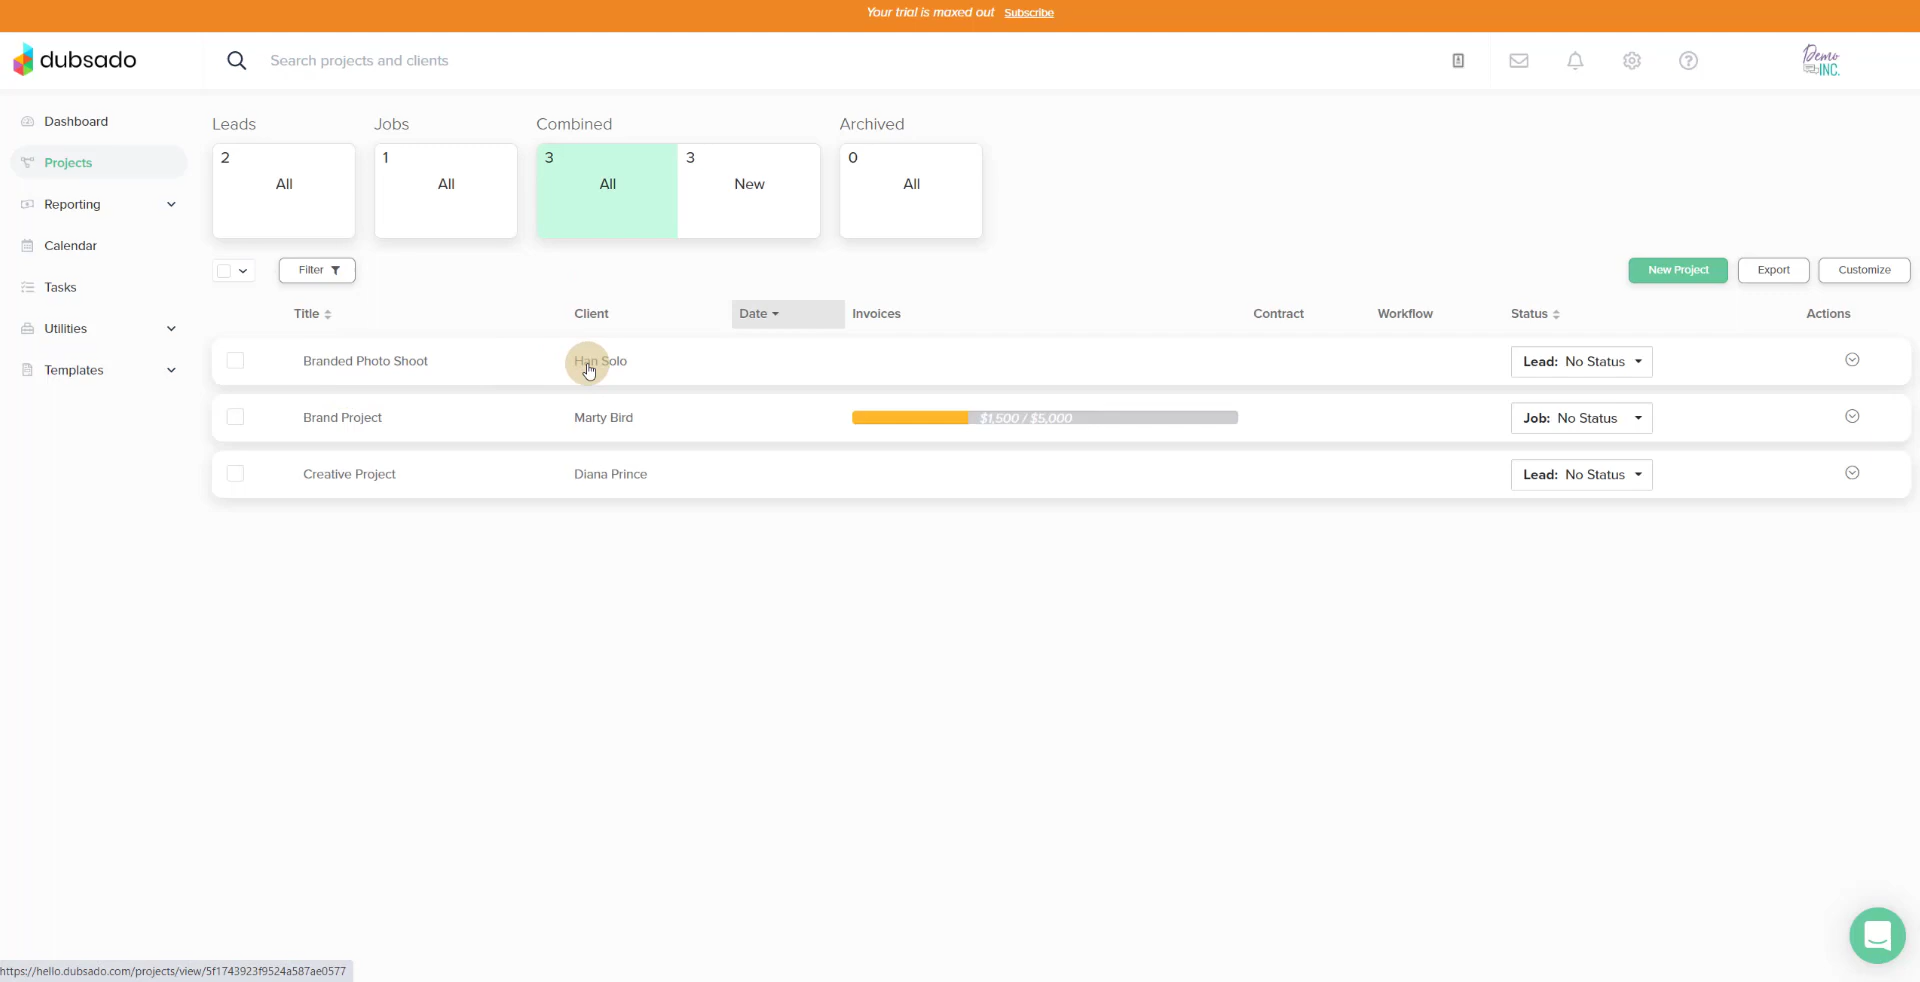 Your trial is maxed out Subscribe
dubsado
Search projects and clients
Demo
INC.
Dashboard
Projects
Reporting
Calendar
Tasks
Utilities
Templates
Leads Jobs Combined Archived
2 1 3 3 0
All All All New All
Filter
New Project Export Customize
Title Client Date Invoices Contract Workflow Status Actions
Branded Photo Shoot Han Solo Lead: No Status
Brand Project Marty Bird $1,500 / $5,000 Job: No Status
Creative Project Diana Prince Lead: No Status
https://hello.dubsado.com/projects/view/5f1743923f9524a587ae0577